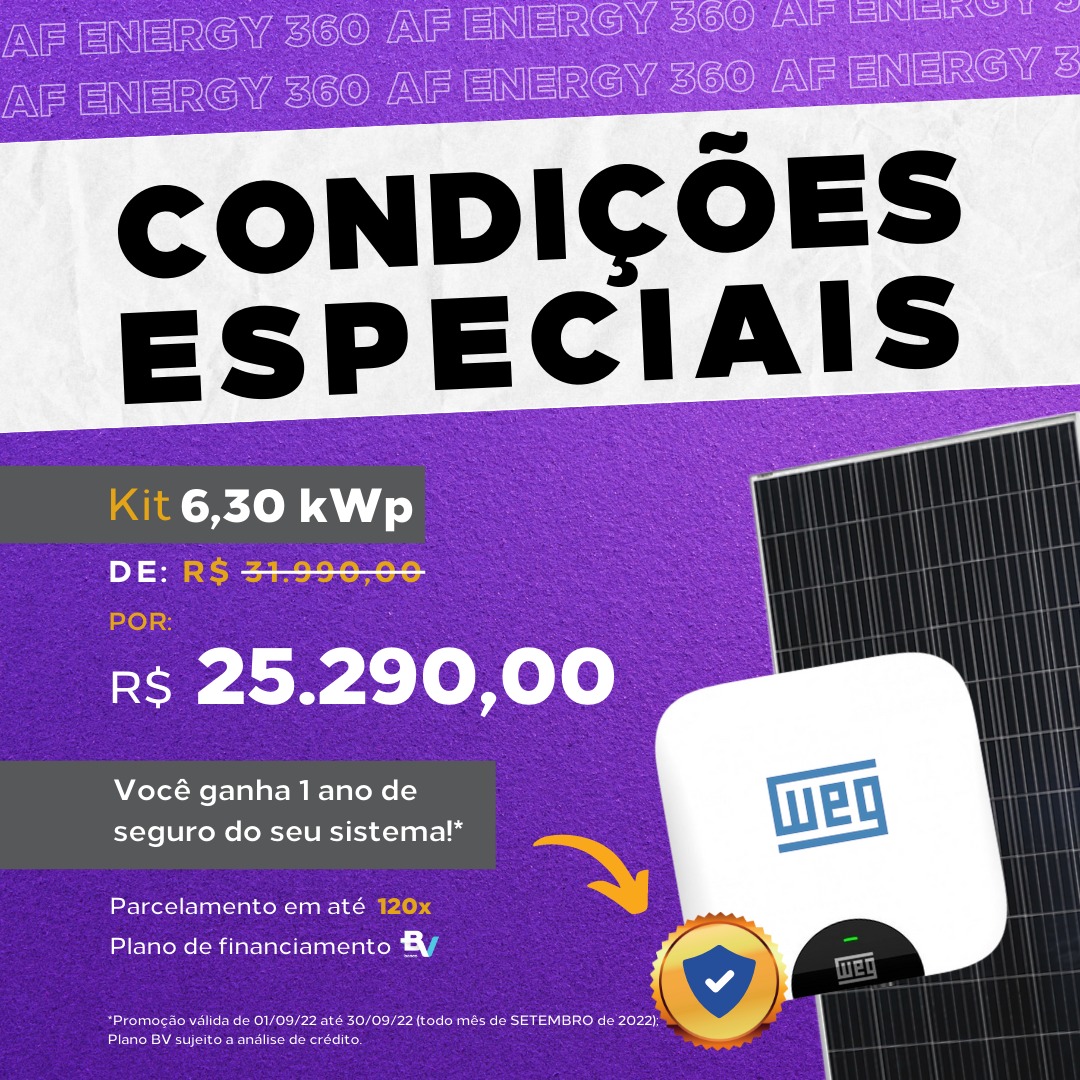 AF ENERGY 360 AF ENERGY 360 AF ENERGY
AF ENERGY 360 AF ENERGY 360 AF ENERGY 3
CONDIÇÕES
ESPECIAIS
Kit 6,30 kWp
DE: R$ 31.990,00
POR:
R$ 25.290,00
Você ganha 1 ano de
seguro do seu sistema!*
Parcelamento em até 120x
Plano de financiamento BV
weg
weg
*Promoção válida de 01/09/22 até 30/09/22 (todo mês de SETEMBRO de 2022);
Plano BV sujeito a análise de crédito.